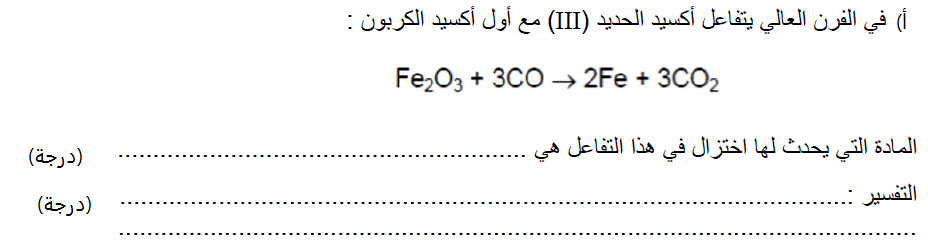 أ) في الفرن العالي يتفاعل أكسيد الحديد (III) مع أول أكسيد الكربون :
Fe₂O₃ + 3CO → 2Fe + 3CO₂
المادة التي يحدث لها اختزال في هذا التفاعل هي .......................................................... (درجة)
التفسير :........................................................................................................ (درجة)
..................................................................................................................